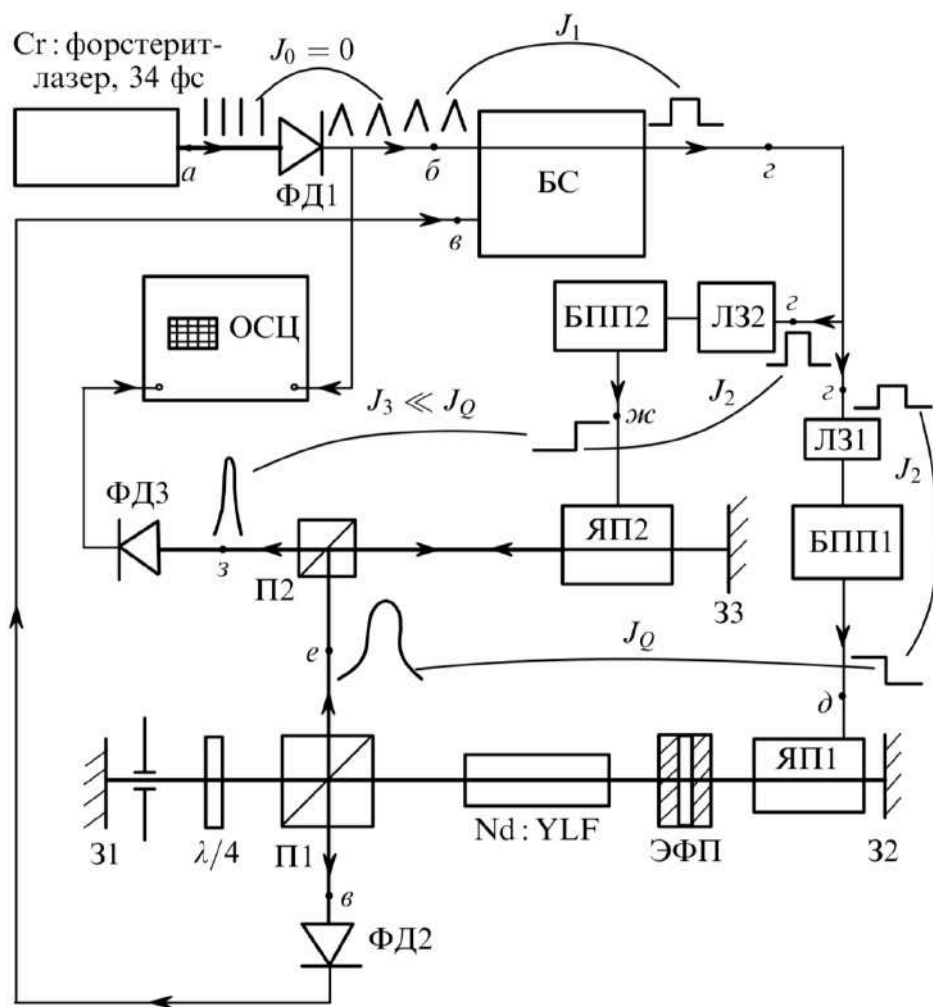 Cr : форстерит-
лазер, 34 фс
J₀ = 0
J₁
а
ФД1
б
БС
г
в
ОСЦ
БПП2
ЛЗ2
г
J₃ ≪ J_Q
ж
J₂
г
ЛЗ1
J₂
ФД3
з
П2
ЯП2
З3
БПП1
е
J_Q
д
З1
λ/4
П1
Nd : YLF
ЭФП
ЯП1
З2
в
ФД2